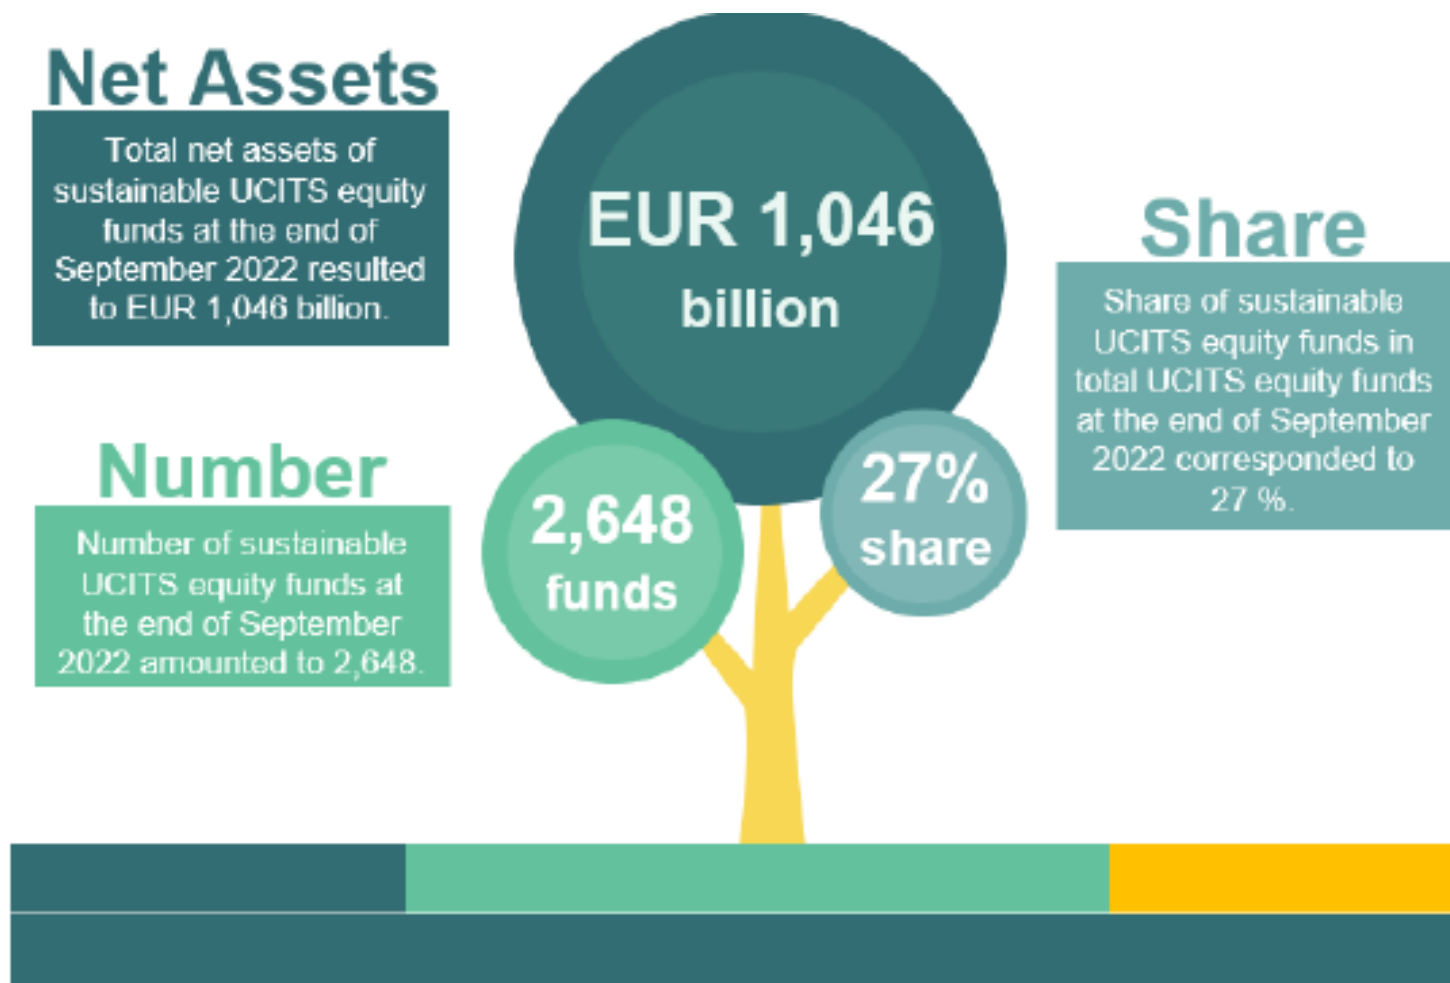 Net Assets
Total net assets of
sustainable UCITS equity
funds at the end of
September 2022 resulted
to EUR 1,046 billion.
Number
Number of sustainable
UCITS equity funds at
the end of September
2022 amounted to 2,648.
EUR 1,046
billion
2,648
funds
27%
share
Share
Share of sustainable
UCITS equity funds in
total UCITS equity funds
at the end of September
2022 corresponded to
27 %.